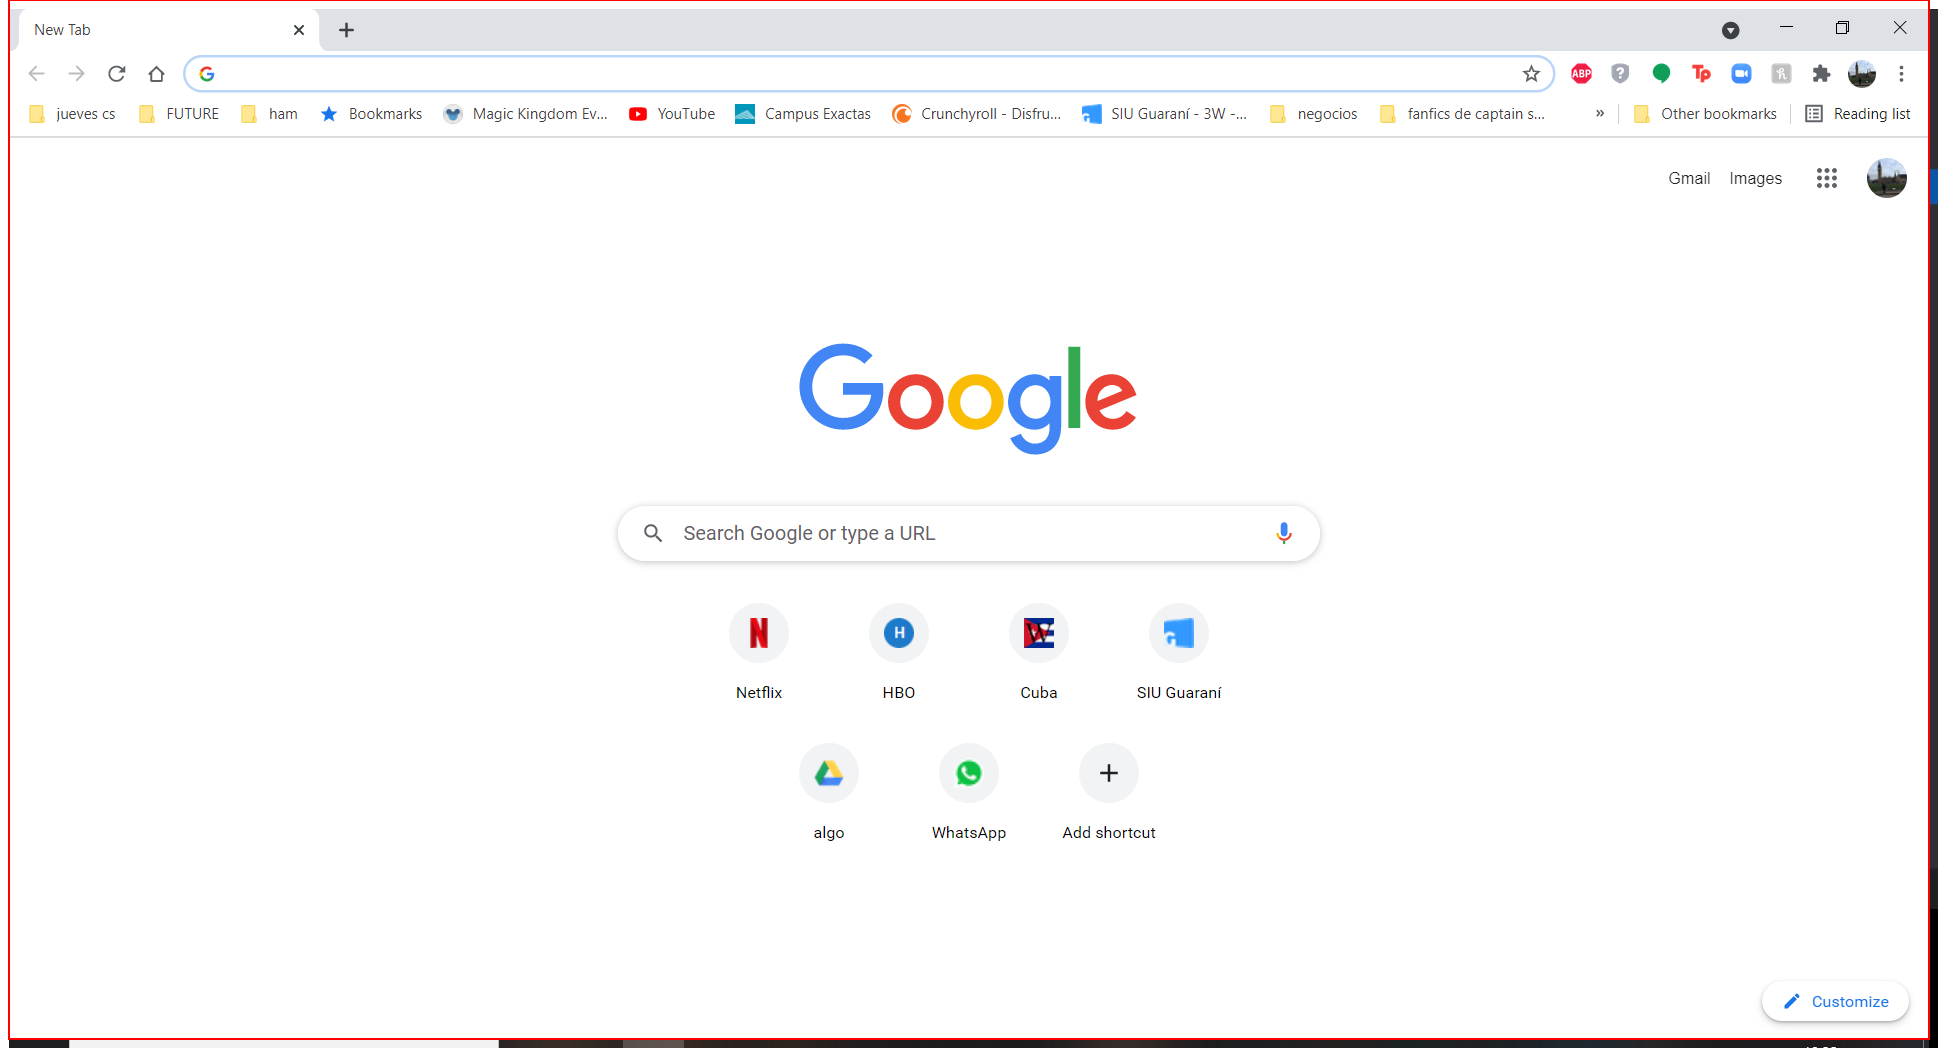 New Tab
ABP
Tp
jueves cs
FUTURE
ham
Bookmarks
Magic Kingdom Ev...
YouTube
Campus Exactas
Crunchyroll - Disfru...
SIU Guaraní - 3W -...
negocios
fanfics de captain s...
»
Other bookmarks
Reading list
Gmail
Images
Google
Search Google or type a URL
N
H
W
G
Netflix
HBO
Cuba
SIU Guaraní
algo
WhatsApp
Add shortcut
Customize